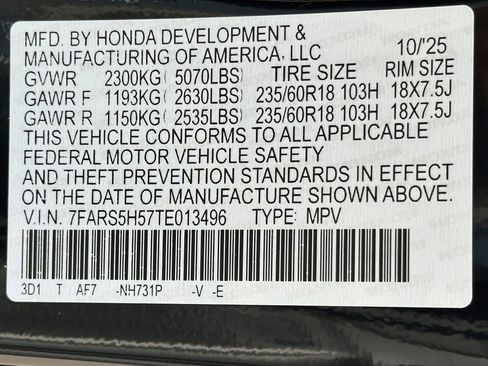 MFD. BY HONDA DEVELOPMENT &
MANUFACTURING OF AMERICA, LLC 10/'25
GVWR 2300KG ( 5070LBS) TIRE SIZE RIM SIZE
GAWR F 1193KG ( 2630LBS) 235/60R18 103H 18X7.5J
GAWR R 1150KG ( 2535LBS) 235/60R18 103H 18X7.5J
THIS VEHICLE CONFORMS TO ALL APPLICABLE
FEDERAL MOTOR VEHICLE SAFETY
AND THEFT PREVENTION STANDARDS IN EFFECT
ON THE DATE OF MANUFACTURE SHOWN ABOVE.
V.I.N. 7FARS5H57TE013496 TYPE: MPV
3D1 T AF7 -NH731P -V -E